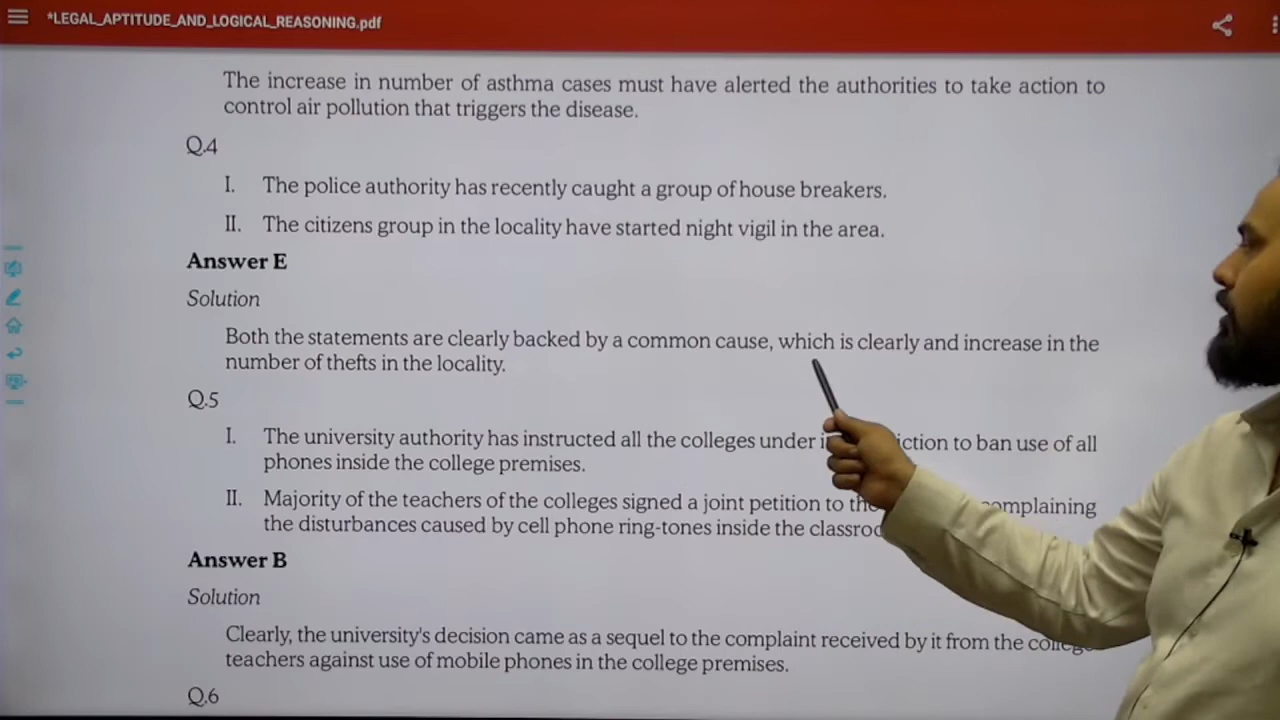 *LEGAL_APTITUDE_AND_LOGICAL_REASONING.pdf
The increase in number of asthma cases must have alerted the authorities to take action to
control air pollution that triggers the disease.
Q.4
I. The police authority has recently caught a group of house breakers.
II. The citizens group in the locality have started night vigil in the area.
Answer E
Solution
Both the statements are clearly backed by a common cause, which is clearly and increase in the
number of thefts in the locality.
Q.5
I. The university authority has instructed all the colleges under iction to ban use of all
phones inside the college premises.
II. Majority of the teachers of the colleges signed a joint petition to the omplaining
the disturbances caused by cell phone ring-tones inside the classroo
Answer B
Solution
Clearly, the university's decision came as a sequel to the complaint received by it from the college
teachers against use of mobile phones in the college premises.
Q.6